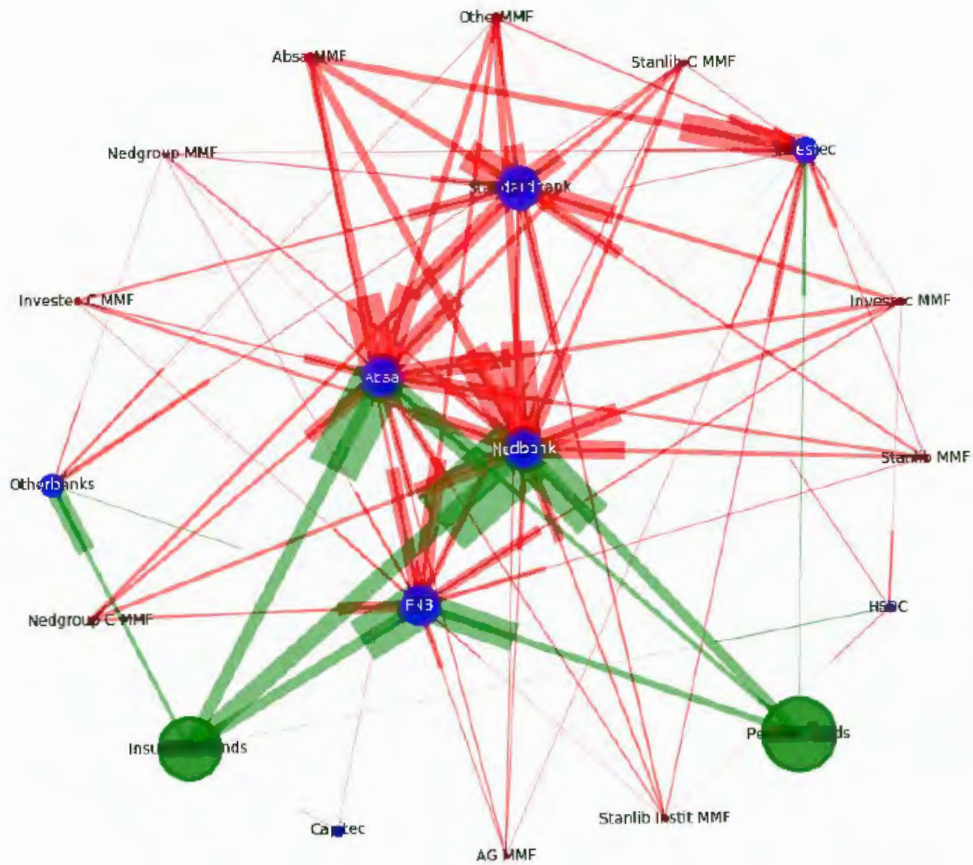 Other MMF
Absa MMF
Stanlib C MMF
Nedgroup MMF
Investec C MMF
Investec MMF
Absa
Nedbank
Stanlib MMF
Otherbanks
FNB
HSBC
Nedgroup C MMF
Stanlib Instit MMF
AG MMF